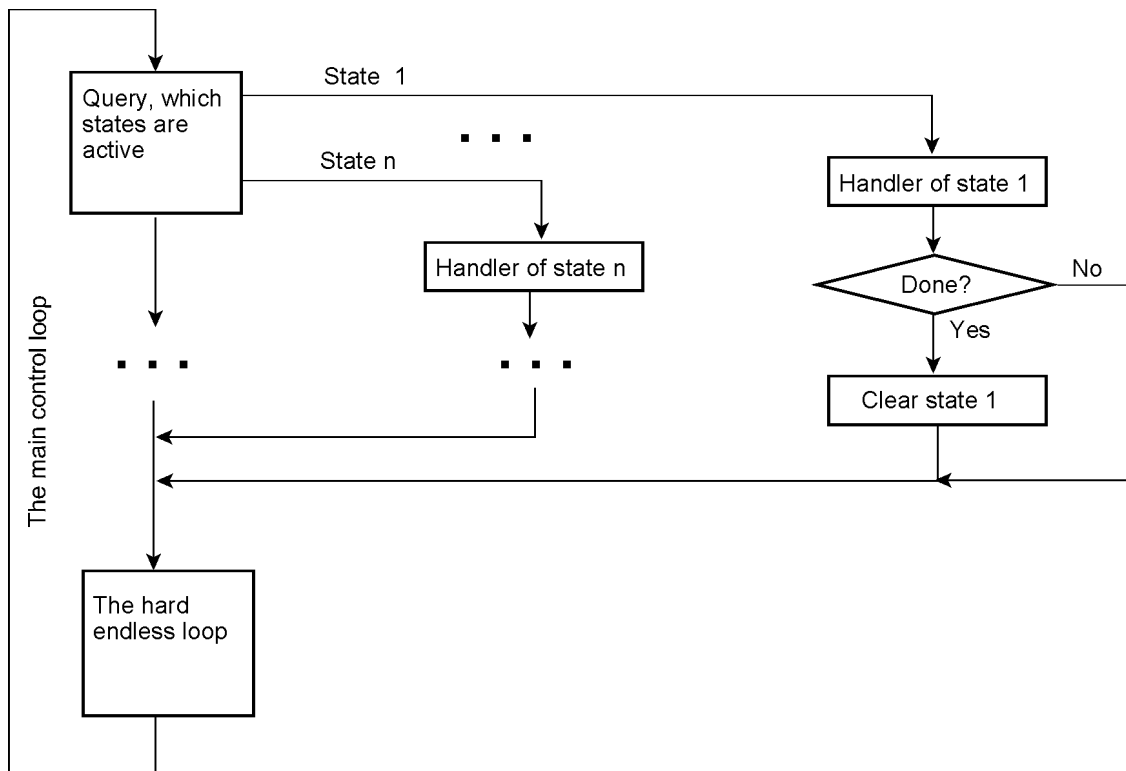 State 1
Query, which
states are
active
. . .
State n
Handler of state 1
Handler of state n
Done?
No
Yes
. . .
. . .
Clear state 1
The main control loop
The hard
endless loop